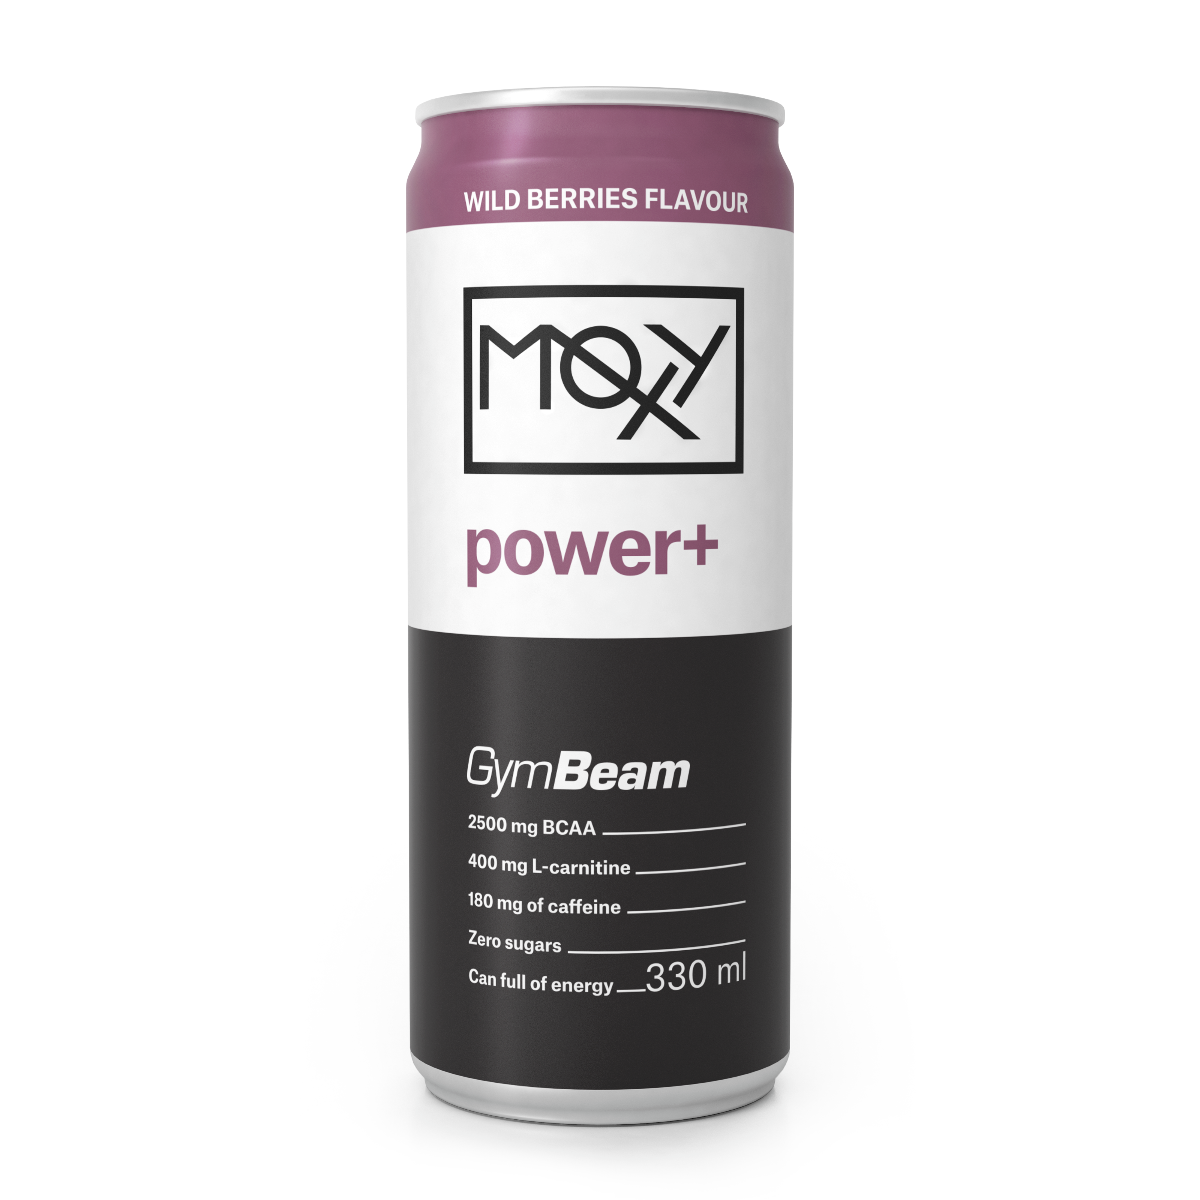 WILD BERRIES FLAVOUR
MOXY
power+
GymBeam
2500 mg BCAA
400 mg L-carnitine
180 mg of caffeine
Zero sugars
Can full of energy 330 ml